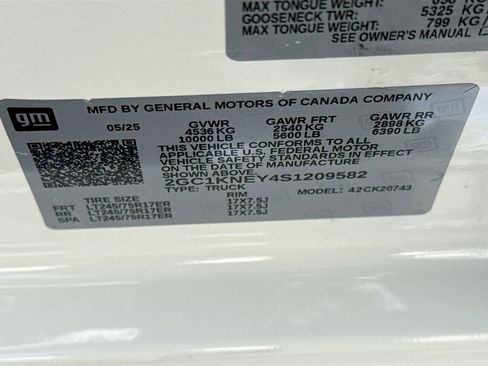 MAX TONGUE WEIGHT: KG
GOOSENECK TWR: 5325 KG
MAX TONGUE WEIGHT: 799 KG /
SEE OWNER'S MANUAL
gm
MFD BY GENERAL MOTORS OF CANADA COMPANY
05/25 GVWR GAWR FRT GAWR RR
4536 KG 2540 KG 2898 KG
10000 LB 5600 LB 6390 LB
THIS VEHICLE CONFORMS TO ALL
APPLICABLE U.S. FEDERAL MOTOR
VEHICLE SAFETY STANDARDS IN EFFECT
ON THE DATE OF MANUFACTURE
SHOWN ABOVE.
2GC1KNEY4S1209582
TYPE: TRUCK MODEL: 42CK20743
TIRE SIZE RIM
FRT LT245/75R17ER 17X7.5J
RR LT245/75R17ER 17X7.5J
SPA LT245/75R17ER 17X7.5J